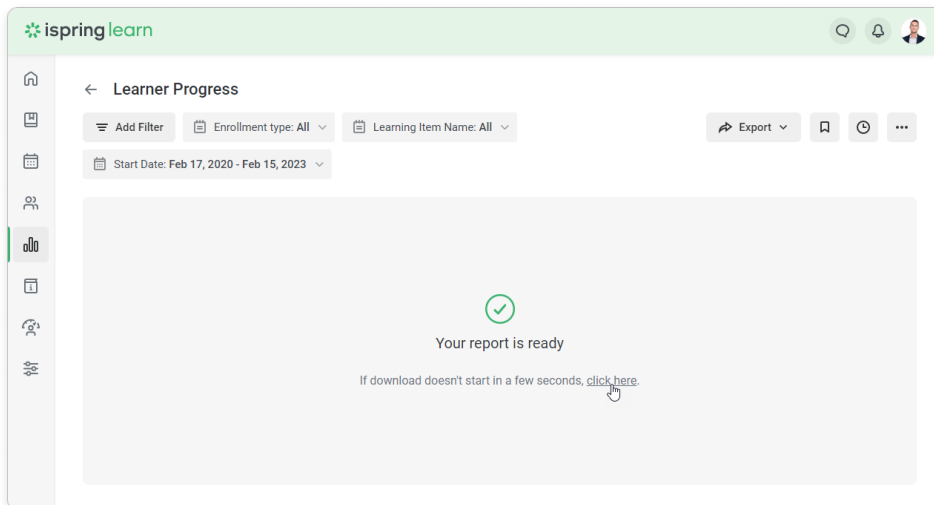 ispring learn
Learner Progress
Add Filter
Enrollment type: All
Learning Item Name: All
Export
Start Date: Feb 17, 2020 - Feb 15, 2023
Your report is ready
If download doesn't start in a few seconds, click here.